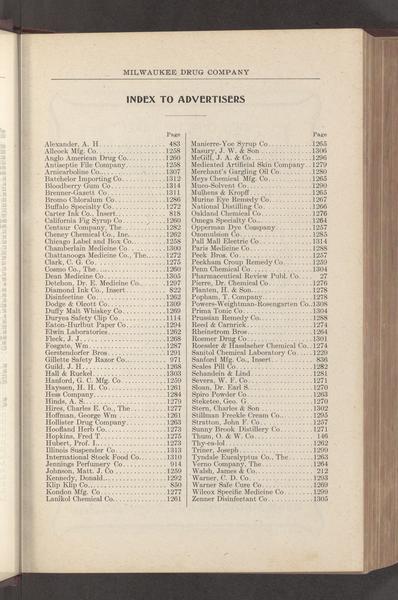 MILWAUKEE DRUG COMPANY
INDEX TO ADVERTISERS
Page
Alexander, A. H. 483
Allcock Mfg. Co. 1258
Anglo American Drug Co. 1260
Antiseptic File Company 1258
Arnicarboline Co. 1307
Batchelor Importing Co. 1312
Bloodberry Gum Co 1314
Brenner-Gazett Co 1311
Bromo Chloralum Co 1286
Buffalo Specialty Co 1272
Carter Ink Co., Insert 818
California Fig Syrup Co 1260
Centaur Company, The 1282
Cheney Chemical Co., Inc. 1262
Chicago Label and Box Co. 1258
Chamberlain Medicine Co 1300
Chattanooga Medicine Co., The 1272
Clark, C. G. Co. 1275
Cosmo Co., The 1260
Dean Medicine Co. 1305
Detchon, Dr. H. Medicine Co. 1297
Diamond Ink Co., Insert 822
Disinfectine Co 1262
Dodge & Olcott Co 1309
Duffy Malt Whiskey Co. 1269
Duryea Safety Clip Co 1114
Eaton-Hurlbut Paper Co 1294
Elwin Laboratories 1262
Fleck, J. J. 1268
Fosgate, Wm 1287
Gerstendorfer Bros. 1291
Gillette Safety Razor Co. 971
Guild, J. H. 1268
Hall & Ruckel 1303
Hanford, G. C. Mfg. Co 1259
Hayssen, H. H. Co. 1261
Hess Company 1284
Hinds, A. S. 1279
Hires, Charles E. Co., The 1277
Hoffman, George Wm 1261
Hollister Drug Company 1263
Hoofland Herb Co 1273
Hopkins, Fred T. 1275
Hubert, Prof. I. 1273
Illinois Suspender Co 1313
International Stock Food Co. 1310
Jennings Perfumery Co. 914
Johnson, Matt. J. Co 1259
Kennedy, Donald 1292
Klip Klip Co. 850
Kondon Mfg. Co 1277
Lanikol Chemical Co. 1261
Page
Manierre-Yoe Syrup Co 1265
Masury, J. W. & Son 1306
McGill, J. A. & Co 1296
Medicated Artificial Skin Company 1279
Merchant's Gargling Oil Co 1280
Meys Chemical Mfg. Co. 1265
Muco-Solvent Co 1290
Mulhens & Kropff 1265
Murine Eye Remedy Co 1267
National Distilling Co. 1266
Oakland Chemical Co 1276
Omega Specialty Co. 1264
Opperman Dye Company 1257
Otomulsion Co. 1285
Pall Mall Electric Co 1314
Paris Medicine Co 1288
Peek Bros. Co 1257
Peckham Croup Remedy Co 1259
Penn Chemical Co 1304
Pharmaceutical Review Publ. Co 27
Pierre, Dr. Chemical Co 1276
Planten, H. & Son 1278
Popham, T. Company 1278
Powers-Weightman-Rosengarten Co. 1308
Prima Tonic Co 1304
Prussian Remedy Co 1288
Reed & Carnrick 1274
Rheinstrom Bros 1264
Rosmer Drug Co 1301
Roessler & Hasslacher Chemical Co. 1274
Sanitol Chemical Laboratory Co. 1229
Sanford Mfg. Co., Insert 836
Scales Pill Co 1282
Schandein & Lind 1281
Severa, W. F. Co 1271
Sloan, Dr. Earl S. 1270
Spiro Powder Co 1263
Steketee, Geo. G 1270
Stern, Charles & Son 1302
Stillman Freckle Cream Co 1295
Stratton, John F. Co 1257
Sunny Brook Distillery Co 1271
Thum, O. & W. Co 146
Thy-co-lol 1262
Triner, Joseph 1299
Tyndale Eucalyptus Co., The 1263
Verno Company, The 1264
Walsh, James & Co. 212
Warner, C. D. Co 1293
Warner Safe Cure Co 1269
Wilcox Specific Medicine Co 1299
Zenner Disinfectant Co 1305